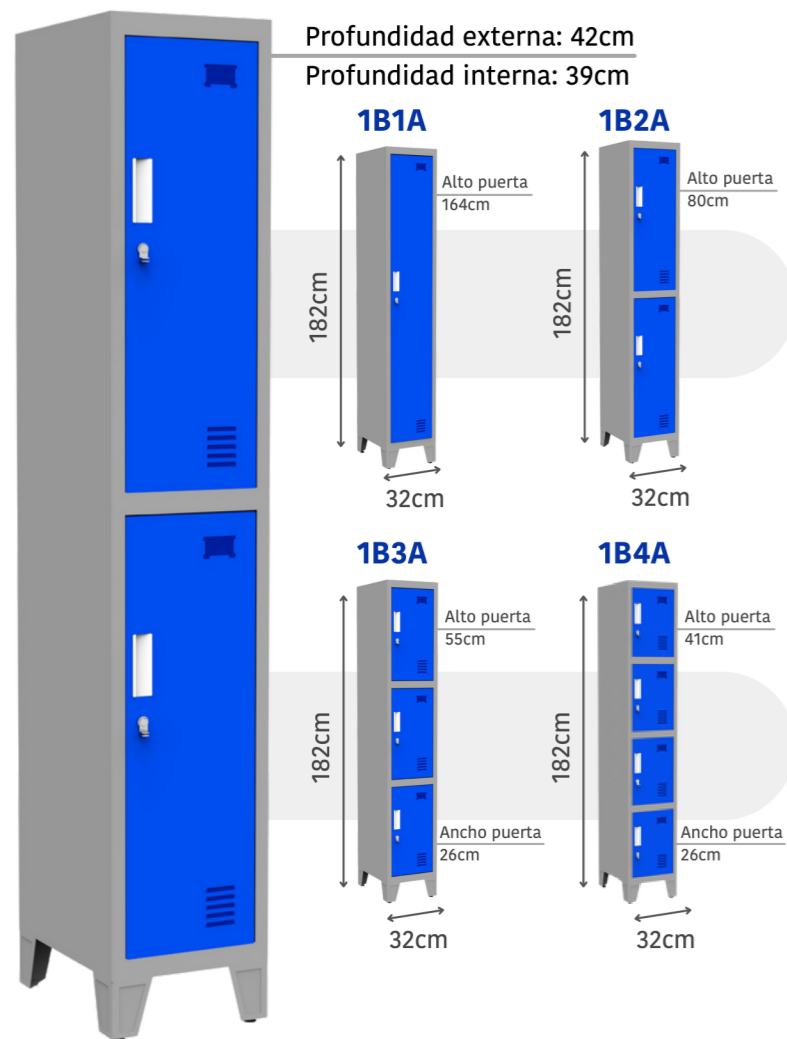 Profundidad externa: 42cm
Profundidad interna: 39cm
1B1A
Alto puerta
164cm
182cm
32cm
1B2A
Alto puerta
80cm
182cm
32cm
1B3A
Alto puerta
55cm
182cm
Ancho puerta
26cm
32cm
1B4A
Alto puerta
41cm
182cm
Ancho puerta
26cm
32cm